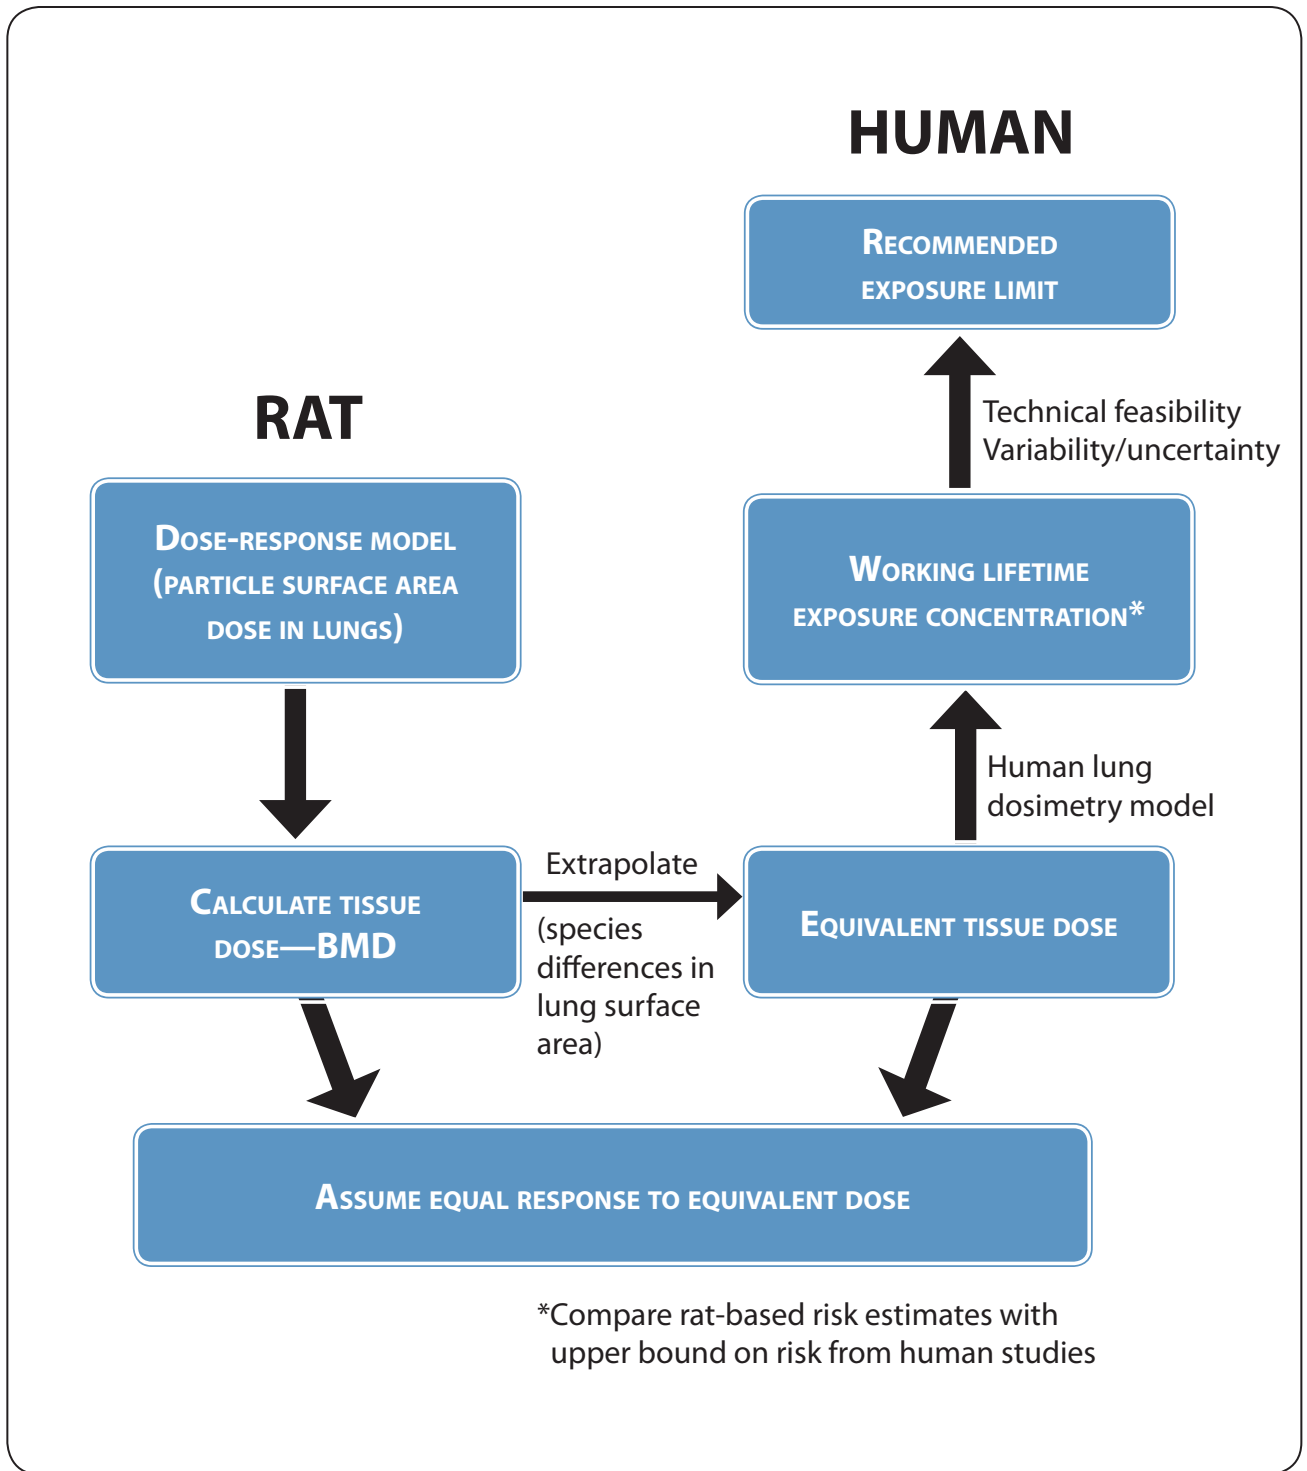 HUMAN
Recommended
exposure limit
Technical feasibility
Variability/uncertainty
RAT
Dose-response model
(particle surface area
dose in lungs)
Working lifetime
exposure concentration*
Human lung
dosimetry model
Calculate tissue
dose—BMD
Extrapolate
(species
differences in
lung surface
area)
Equivalent tissue dose
Assume equal response to equivalent dose
*Compare rat-based risk estimates with
upper bound on risk from human studies